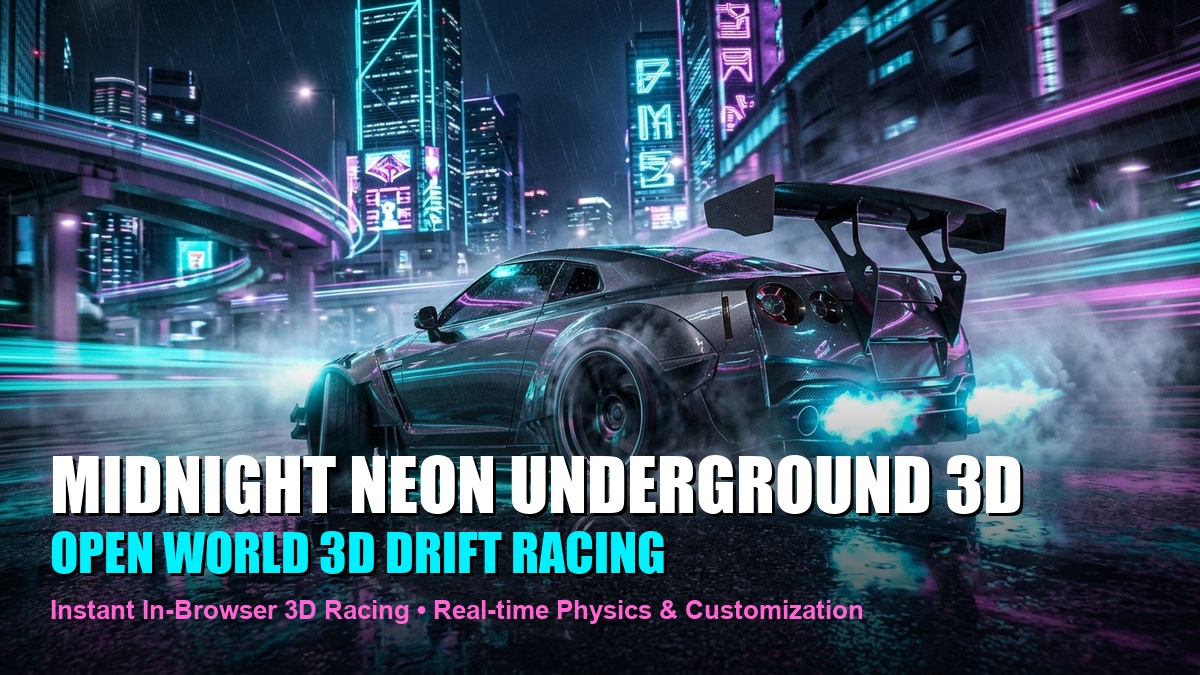 MIDNIGHT NEON UNDERGROUND 3D
OPEN WORLD 3D DRIFT RACING
Instant In-Browser 3D Racing • Real-time Physics & Customization